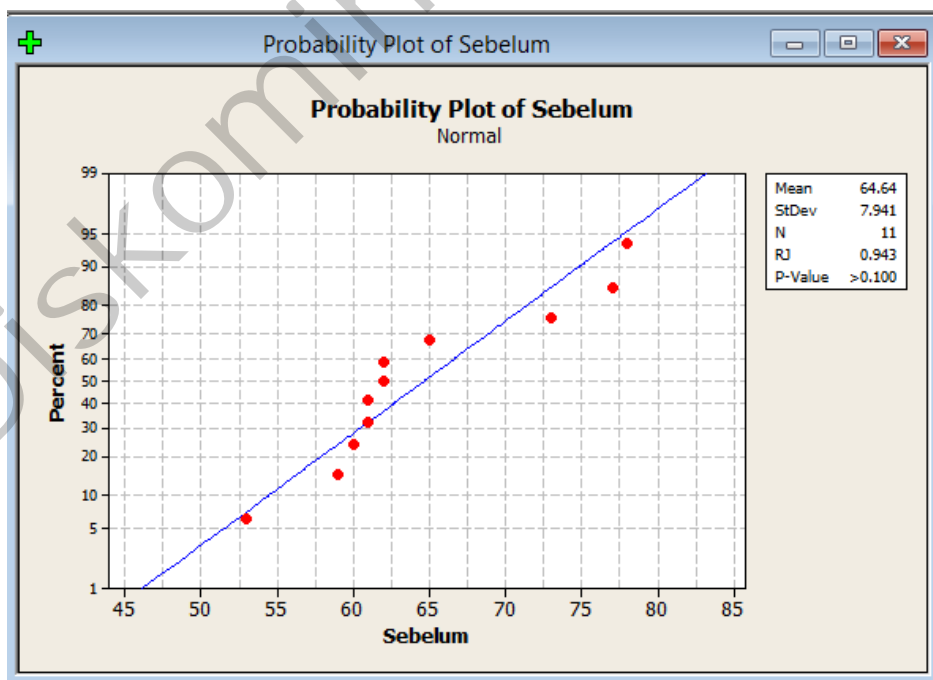 Probability Plot of Sebelum
Probability Plot of Sebelum
Normal
99
95
90
80
70
60
50
40
30
20
10
5
1
Percent
45 50 55 60 65 70 75 80 85
Sebelum
Mean 64.64
StDev 7.941
N 11
RJ 0.943
P-Value >0.100